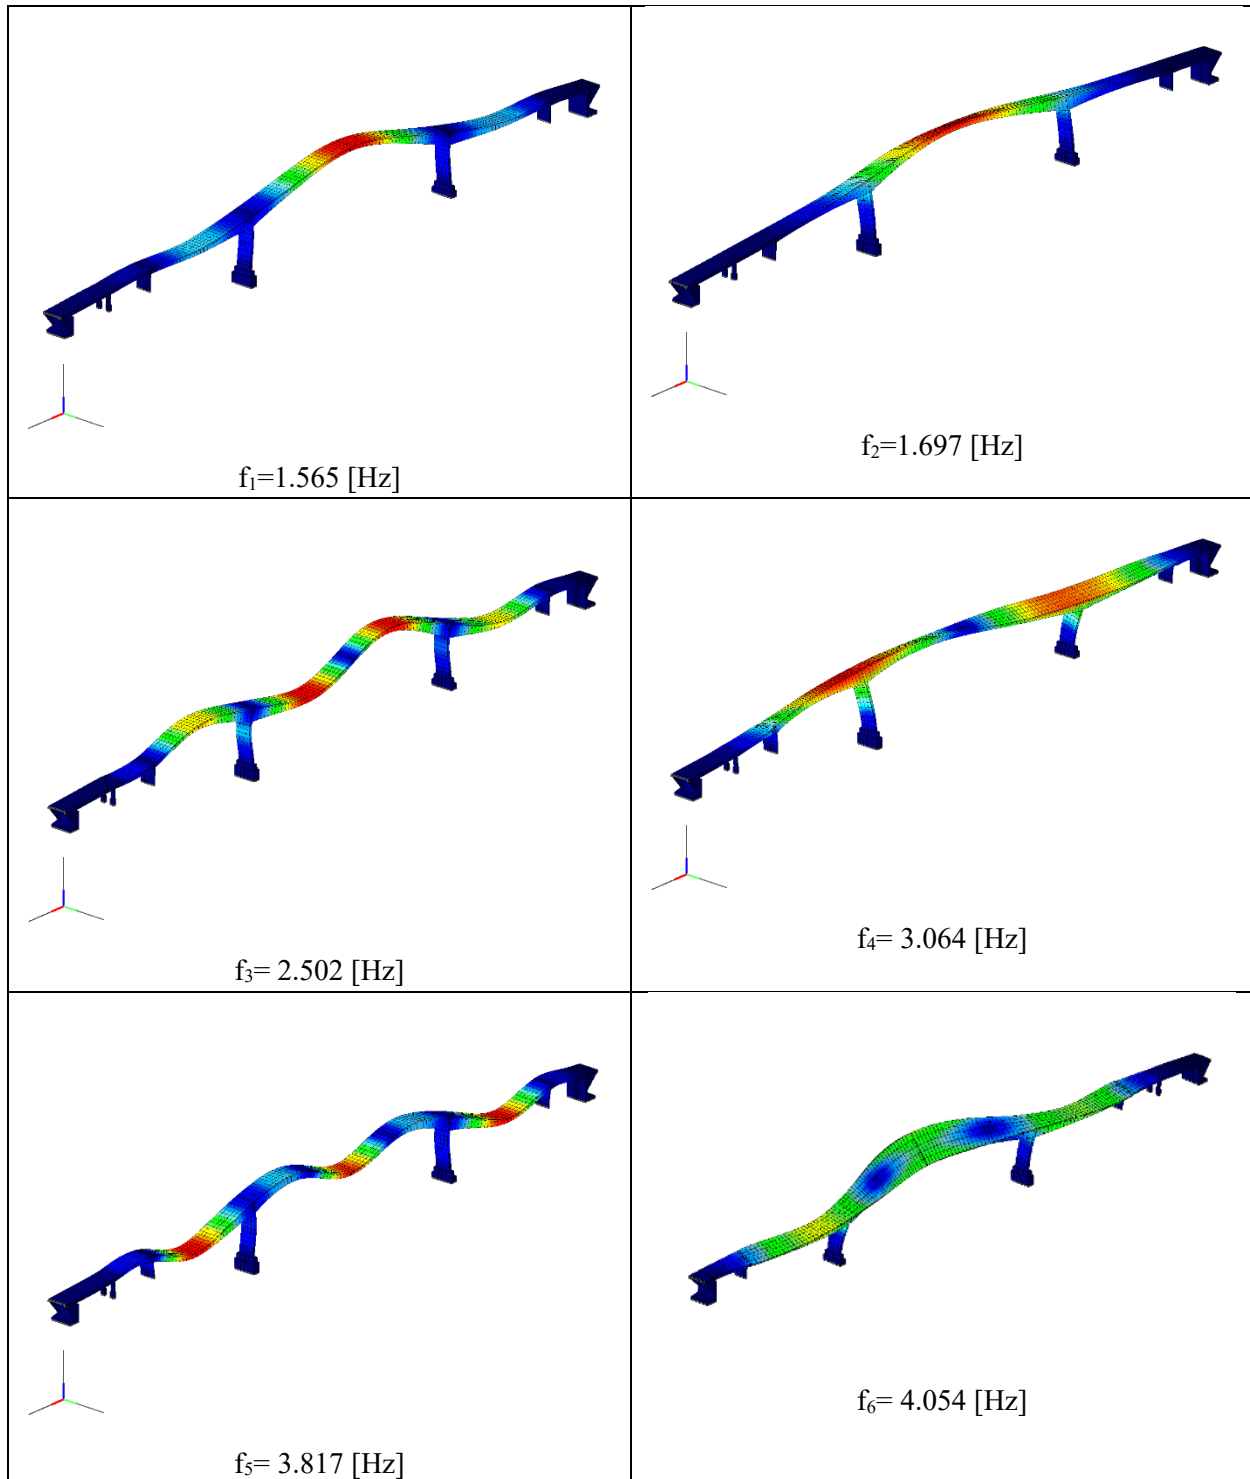 f₁=1.565 [Hz]
f₂=1.697 [Hz]
f₃= 2.502 [Hz]
f₄= 3.064 [Hz]
f₅= 3.817 [Hz]
f₆= 4.054 [Hz]